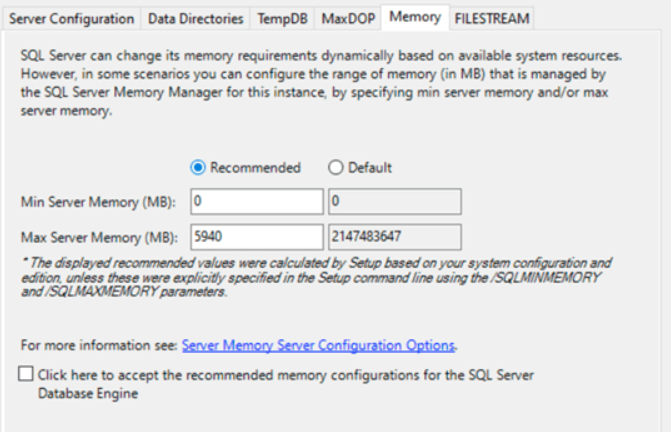 Server Configuration Data Directories TempDB MaxDOP Memory FILESTREAM
SQL Server can change its memory requirements dynamically based on available system resources.
However, in some scenarios you can configure the range of memory (in MB) that is managed by
the SQL Server Memory Manager for this instance, by specifying min server memory and/or max
server memory.
Recommended Default
Min Server Memory (MB): 0 0
Max Server Memory (MB): 5940 2147483647
* The displayed recommended values were calculated by Setup based on your system configuration and
edition, unless these were explicitly specified in the Setup command line using the /SQLMINMEMORY
and /SQLMAXMEMORY parameters.
For more information see: Server Memory Server Configuration Options.
Click here to accept the recommended memory configurations for the SQL Server
Database Engine